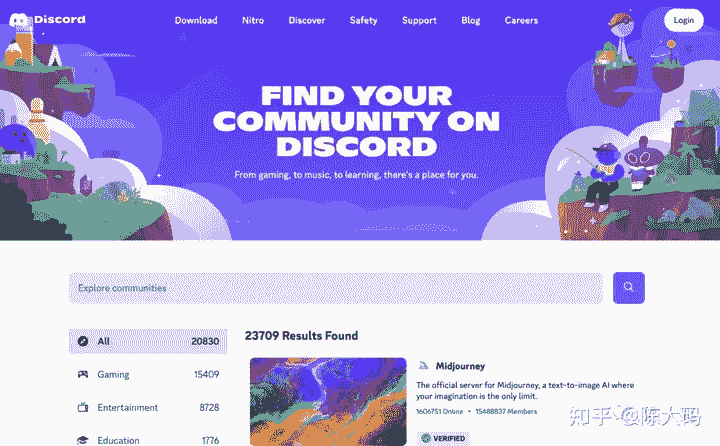 Discord Download Nitro Discover Safety Support Blog Careers Login
FIND YOUR
COMMUNITY ON
DISCORD
From gaming, to music, to learning, there's a place for you.
Explore communities
All 20830
23709 Results Found
Gaming 15409
Midjourney
The official server for Midjourney, a text-to-image AI where
your imagination is the only limit.
Entertainment 8728
1606751 Online • 15488837 Members
VERIFIED
Education 1776
知乎 @陈大鸥